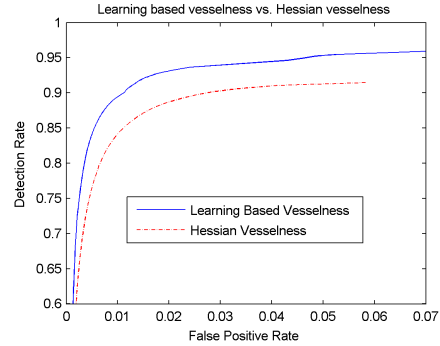 Learning based vesselness vs. Hessian vesselness
1
0.95
0.9
0.85
0.8
0.75
0.7
0.65
0.6
Detection Rate
Learning Based Vesselness
Hessian Vesselness
0 0.01 0.02 0.03 0.04 0.05 0.06 0.07
False Positive Rate